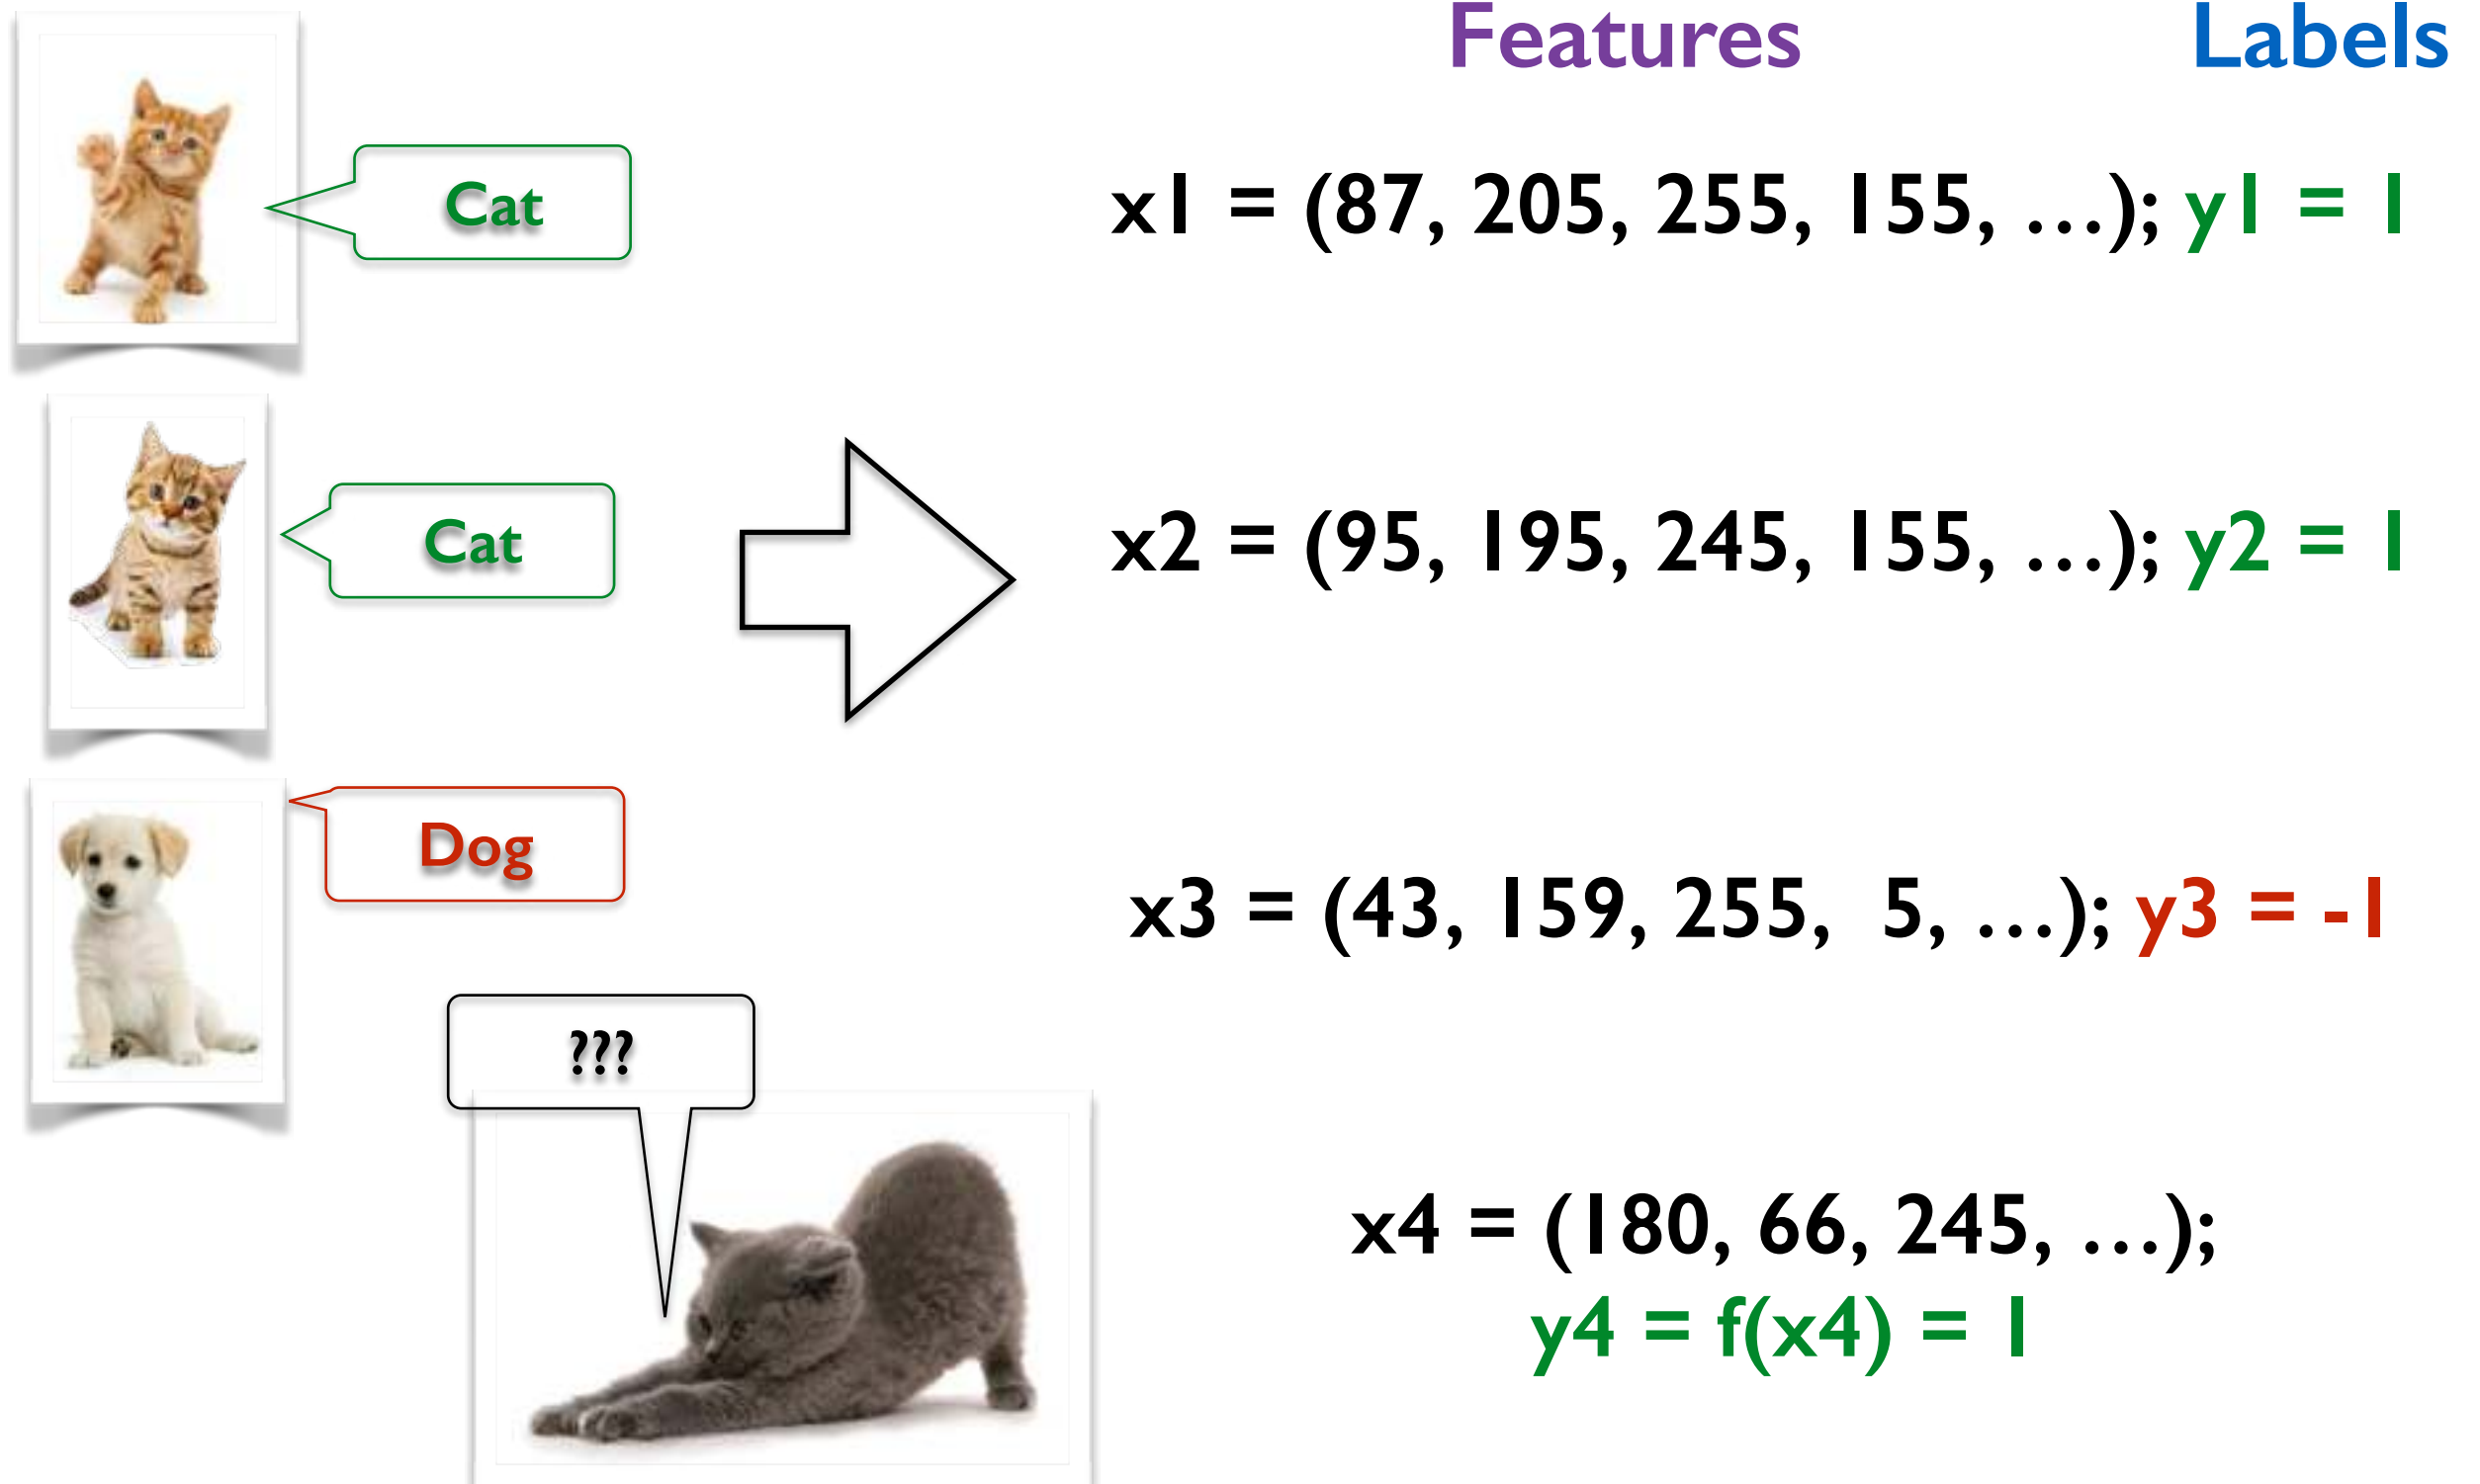 Features Labels
Cat
x1 = (87, 205, 255, 155, …); y1 = 1
Cat
x2 = (95, 195, 245, 155, …); y2 = 1
Dog
x3 = (43, 159, 255, 5, …); y3 = -1
???
x4 = (180, 66, 245, …);
y4 = f(x4) = 1